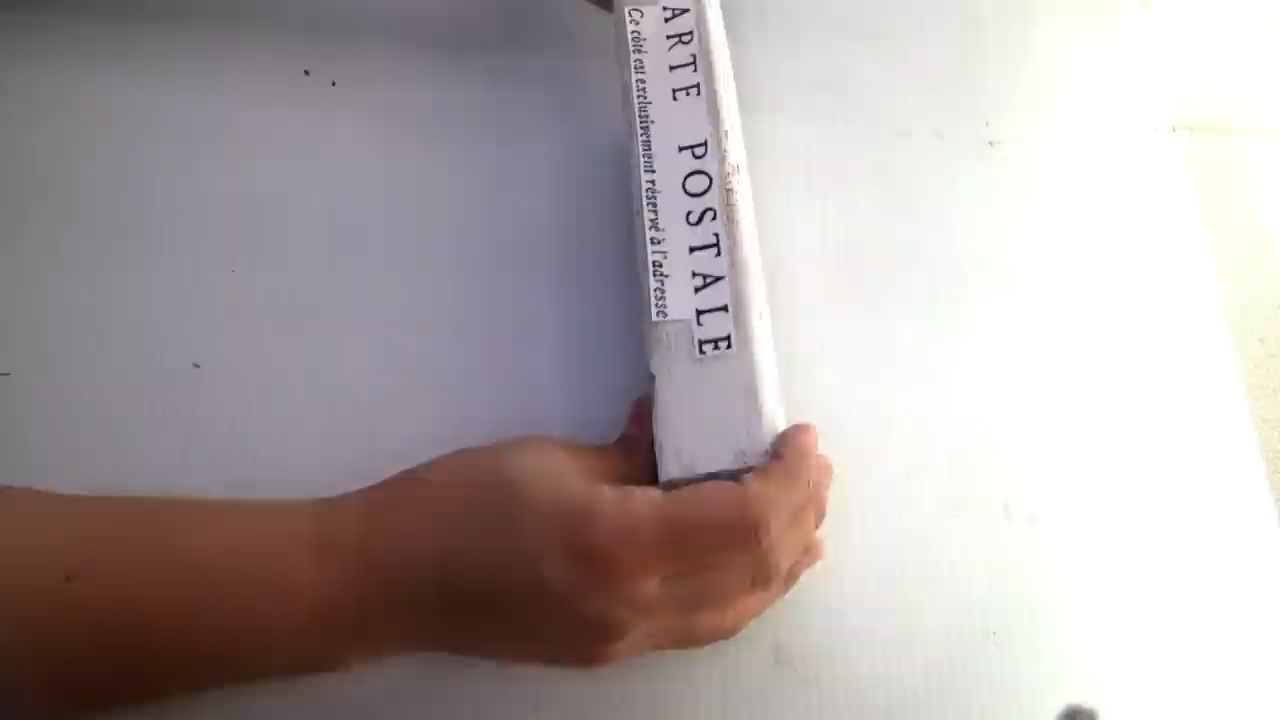 ARTE POSTALE
Ce côté est exclusivement réservé à l'adresse